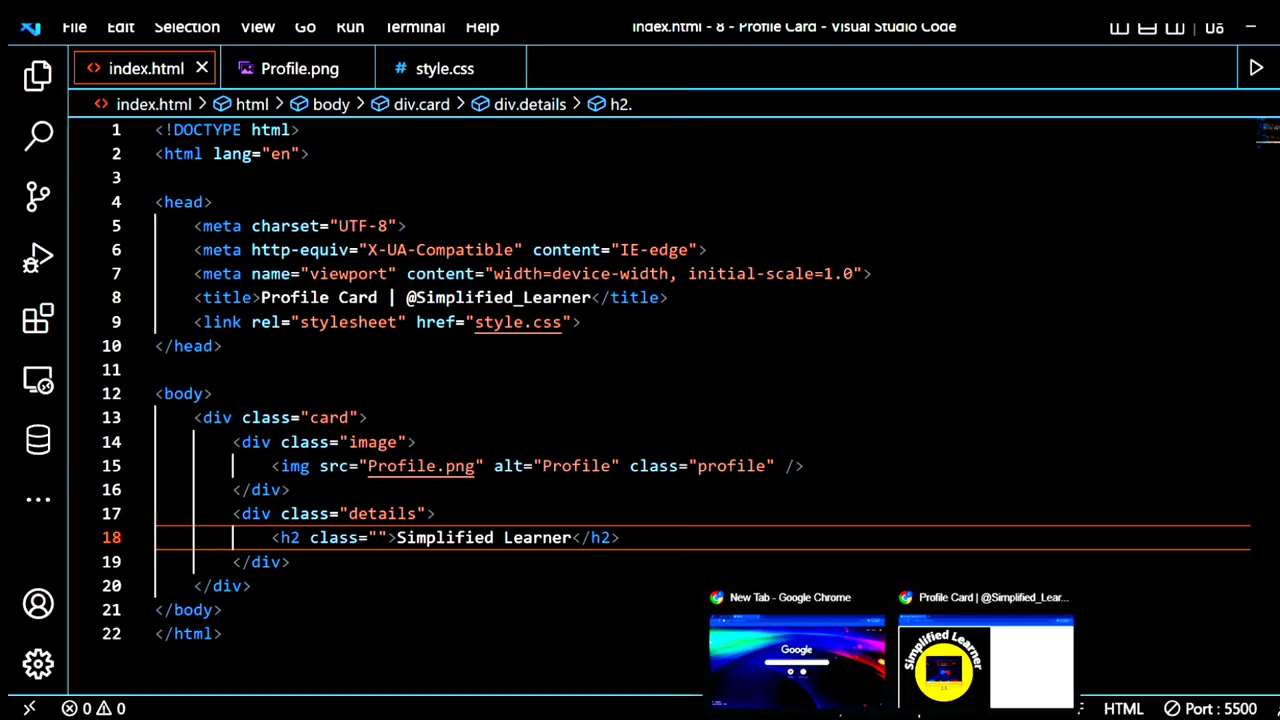 File Edit Selection View Go Run Terminal Help index.html - 8 - Profile Card - Visual Studio Code
index.html Profile.png # style.css
index.html > html > body > div.card > div.details > h2.
1 <!DOCTYPE html>
2 <html lang="en">
3
4 <head>
5 <meta charset="UTF-8">
6 <meta http-equiv="X-UA-Compatible" content="IE-edge">
7 <meta name="viewport" content="width=device-width, initial-scale=1.0">
8 <title>Profile Card | @Simplified_Learner</title>
9 <link rel="stylesheet" href="style.css">
10 </head>
11
12 <body>
13 <div class="card">
14 <div class="image">
15 <img src="Profile.png" alt="Profile" class="profile" />
16 </div>
17 <div class="details">
18 <h2 class="">Simplified Learner</h2>
19 </div>
20 </div>
21 </body>
22 </html>
New Tab - Google Chrome Profile Card | @Simplified_Lear...
Google
Simplified Learner
0 0 HTML Port : 5500